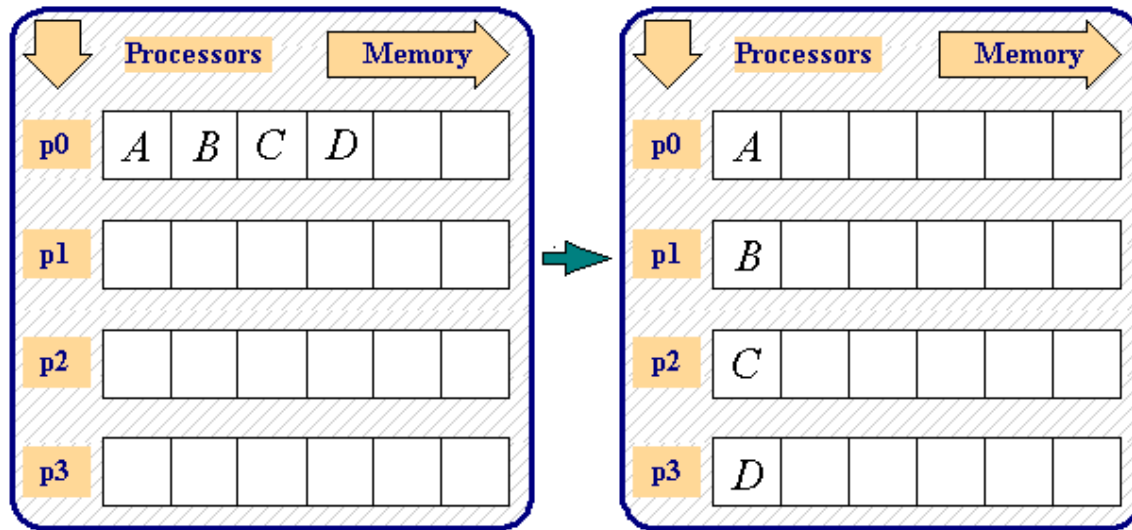 Processors Memory
p0 A B C D
p1
p2
p3
Processors Memory
p0 A
p1 B
p2 C
p3 D